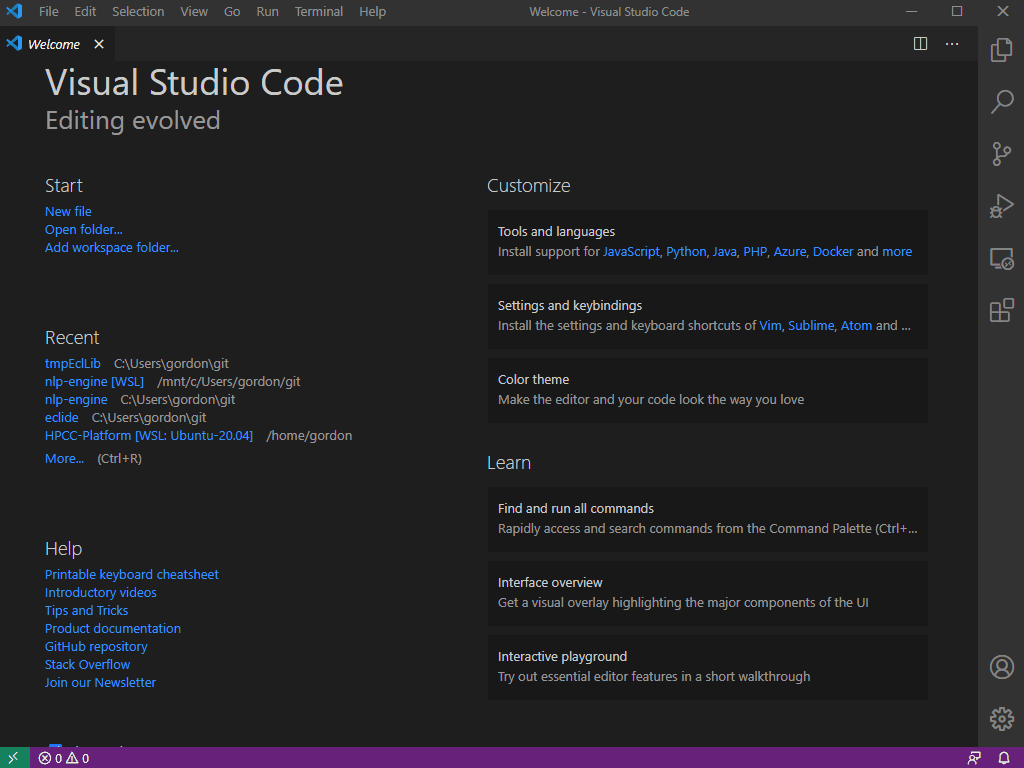 File Edit Selection View Go Run Terminal Help Welcome - Visual Studio Code
Welcome
Visual Studio Code
Editing evolved
Start
New file
Open folder...
Add workspace folder...
Recent
tmpEclLib C:\Users\gordon\git
nlp-engine [WSL] /mnt/c/Users/gordon/git
nlp-engine C:\Users\gordon\git
eclide C:\Users\gordon\git
HPCC-Platform [WSL: Ubuntu-20.04] /home/gordon
More... (Ctrl+R)
Help
Printable keyboard cheatsheet
Introductory videos
Tips and Tricks
Product documentation
GitHub repository
Stack Overflow
Join our Newsletter
Customize
Tools and languages
Install support for JavaScript, Python, Java, PHP, Azure, Docker and more
Settings and keybindings
Install the settings and keyboard shortcuts of Vim, Sublime, Atom and ...
Color theme
Make the editor and your code look the way you love
Learn
Find and run all commands
Rapidly access and search commands from the Command Palette (Ctrl+...
Interface overview
Get a visual overlay highlighting the major components of the UI
Interactive playground
Try out essential editor features in a short walkthrough
0 0